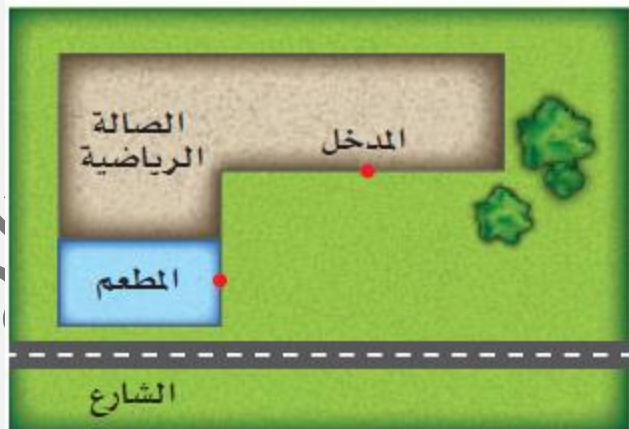 الصالة
الرياضية
المدخل
المطعم
الشارع